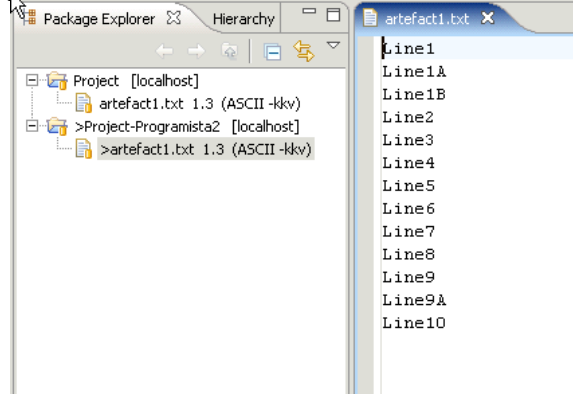 Package Explorer
Hierarchy
Project [localhost]
artefact1.txt 1.3 (ASCII -kkv)
>Project-Programista2 [localhost]
>artefact1.txt 1.3 (ASCII -kkv)
artefact1.txt
Line1
Line1A
Line1B
Line2
Line3
Line4
Line5
Line6
Line7
Line8
Line9
Line9A
Line10